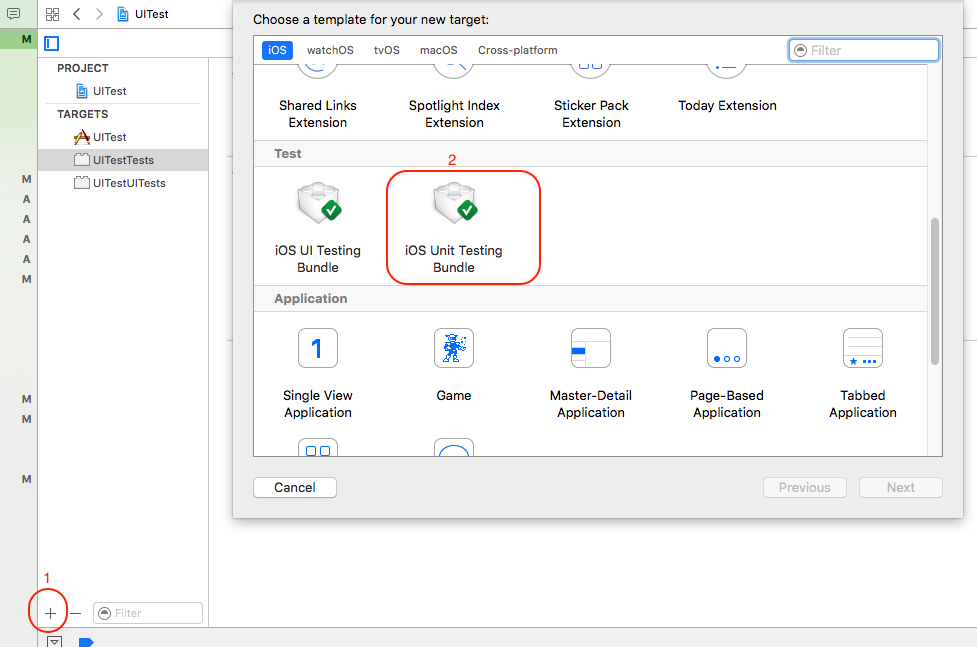 UITest
Choose a template for your new target:
iOS watchOS tvOS macOS Cross-platform Filter
M
PROJECT
UITest
TARGETS
UITest
UITestTests
UITestUITests
M
A
A
A
A
M
M
M
M
Shared Links Extension
Spotlight Index Extension
Sticker Pack Extension
Today Extension
Test
2
iOS UI Testing Bundle
iOS Unit Testing Bundle
Application
1
Single View Application
Game
Master-Detail Application
Page-Based Application
Tabbed Application
Cancel Previous Next
1
Filter